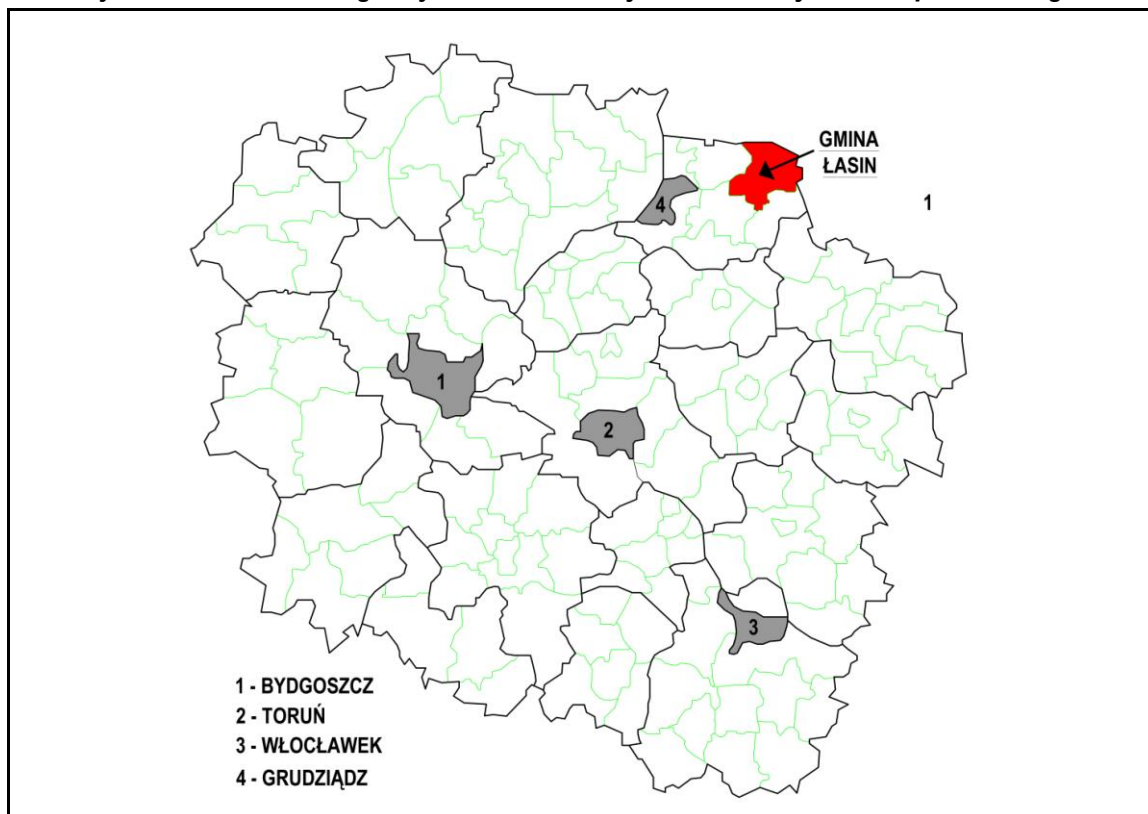 GMINA
ŁASIN
4
1
1
2
3
1 - BYDGOSZCZ
2 - TORUŃ
3 - WŁOCŁAWEK
4 - GRUDZIĄDZ